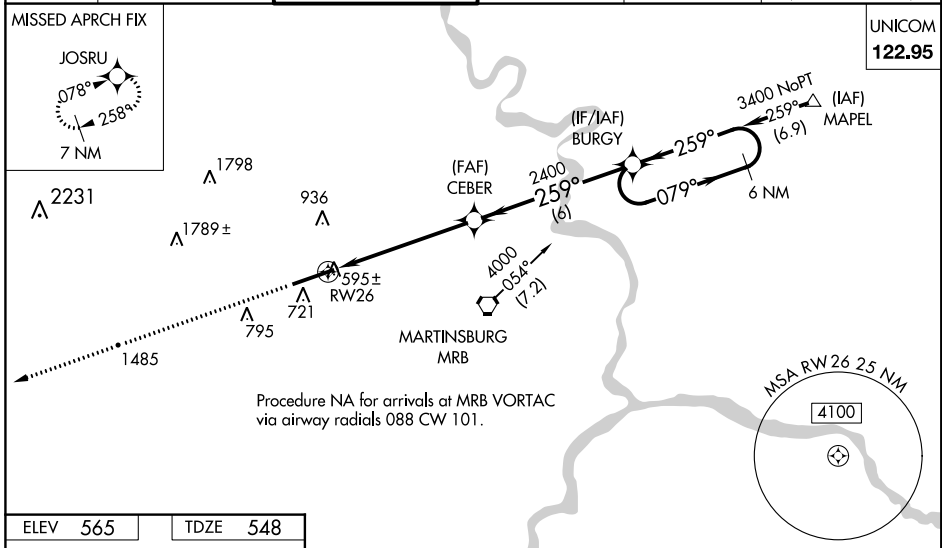 MISSED APRCH FIX
JOSRU
078°
258°
7 NM
UNICOM
122.95
3400 NoPT
259°
(6.9)
(IAF)
MAPEL
(IF/IAF)
BURGY
259°
079°
6 NM
(FAF)
CEBER
2400
259°
(6)
2231
1798
1789 ±
936
595±
RW26
721
795
1485
4000
054°
(7.2)
MARTINSBURG
MRB
Procedure NA for arrivals at MRB VORTAC
via airway radials 088 CW 101.
MSA RW 26 25 NM
4100
ELEV 565
TDZE 548